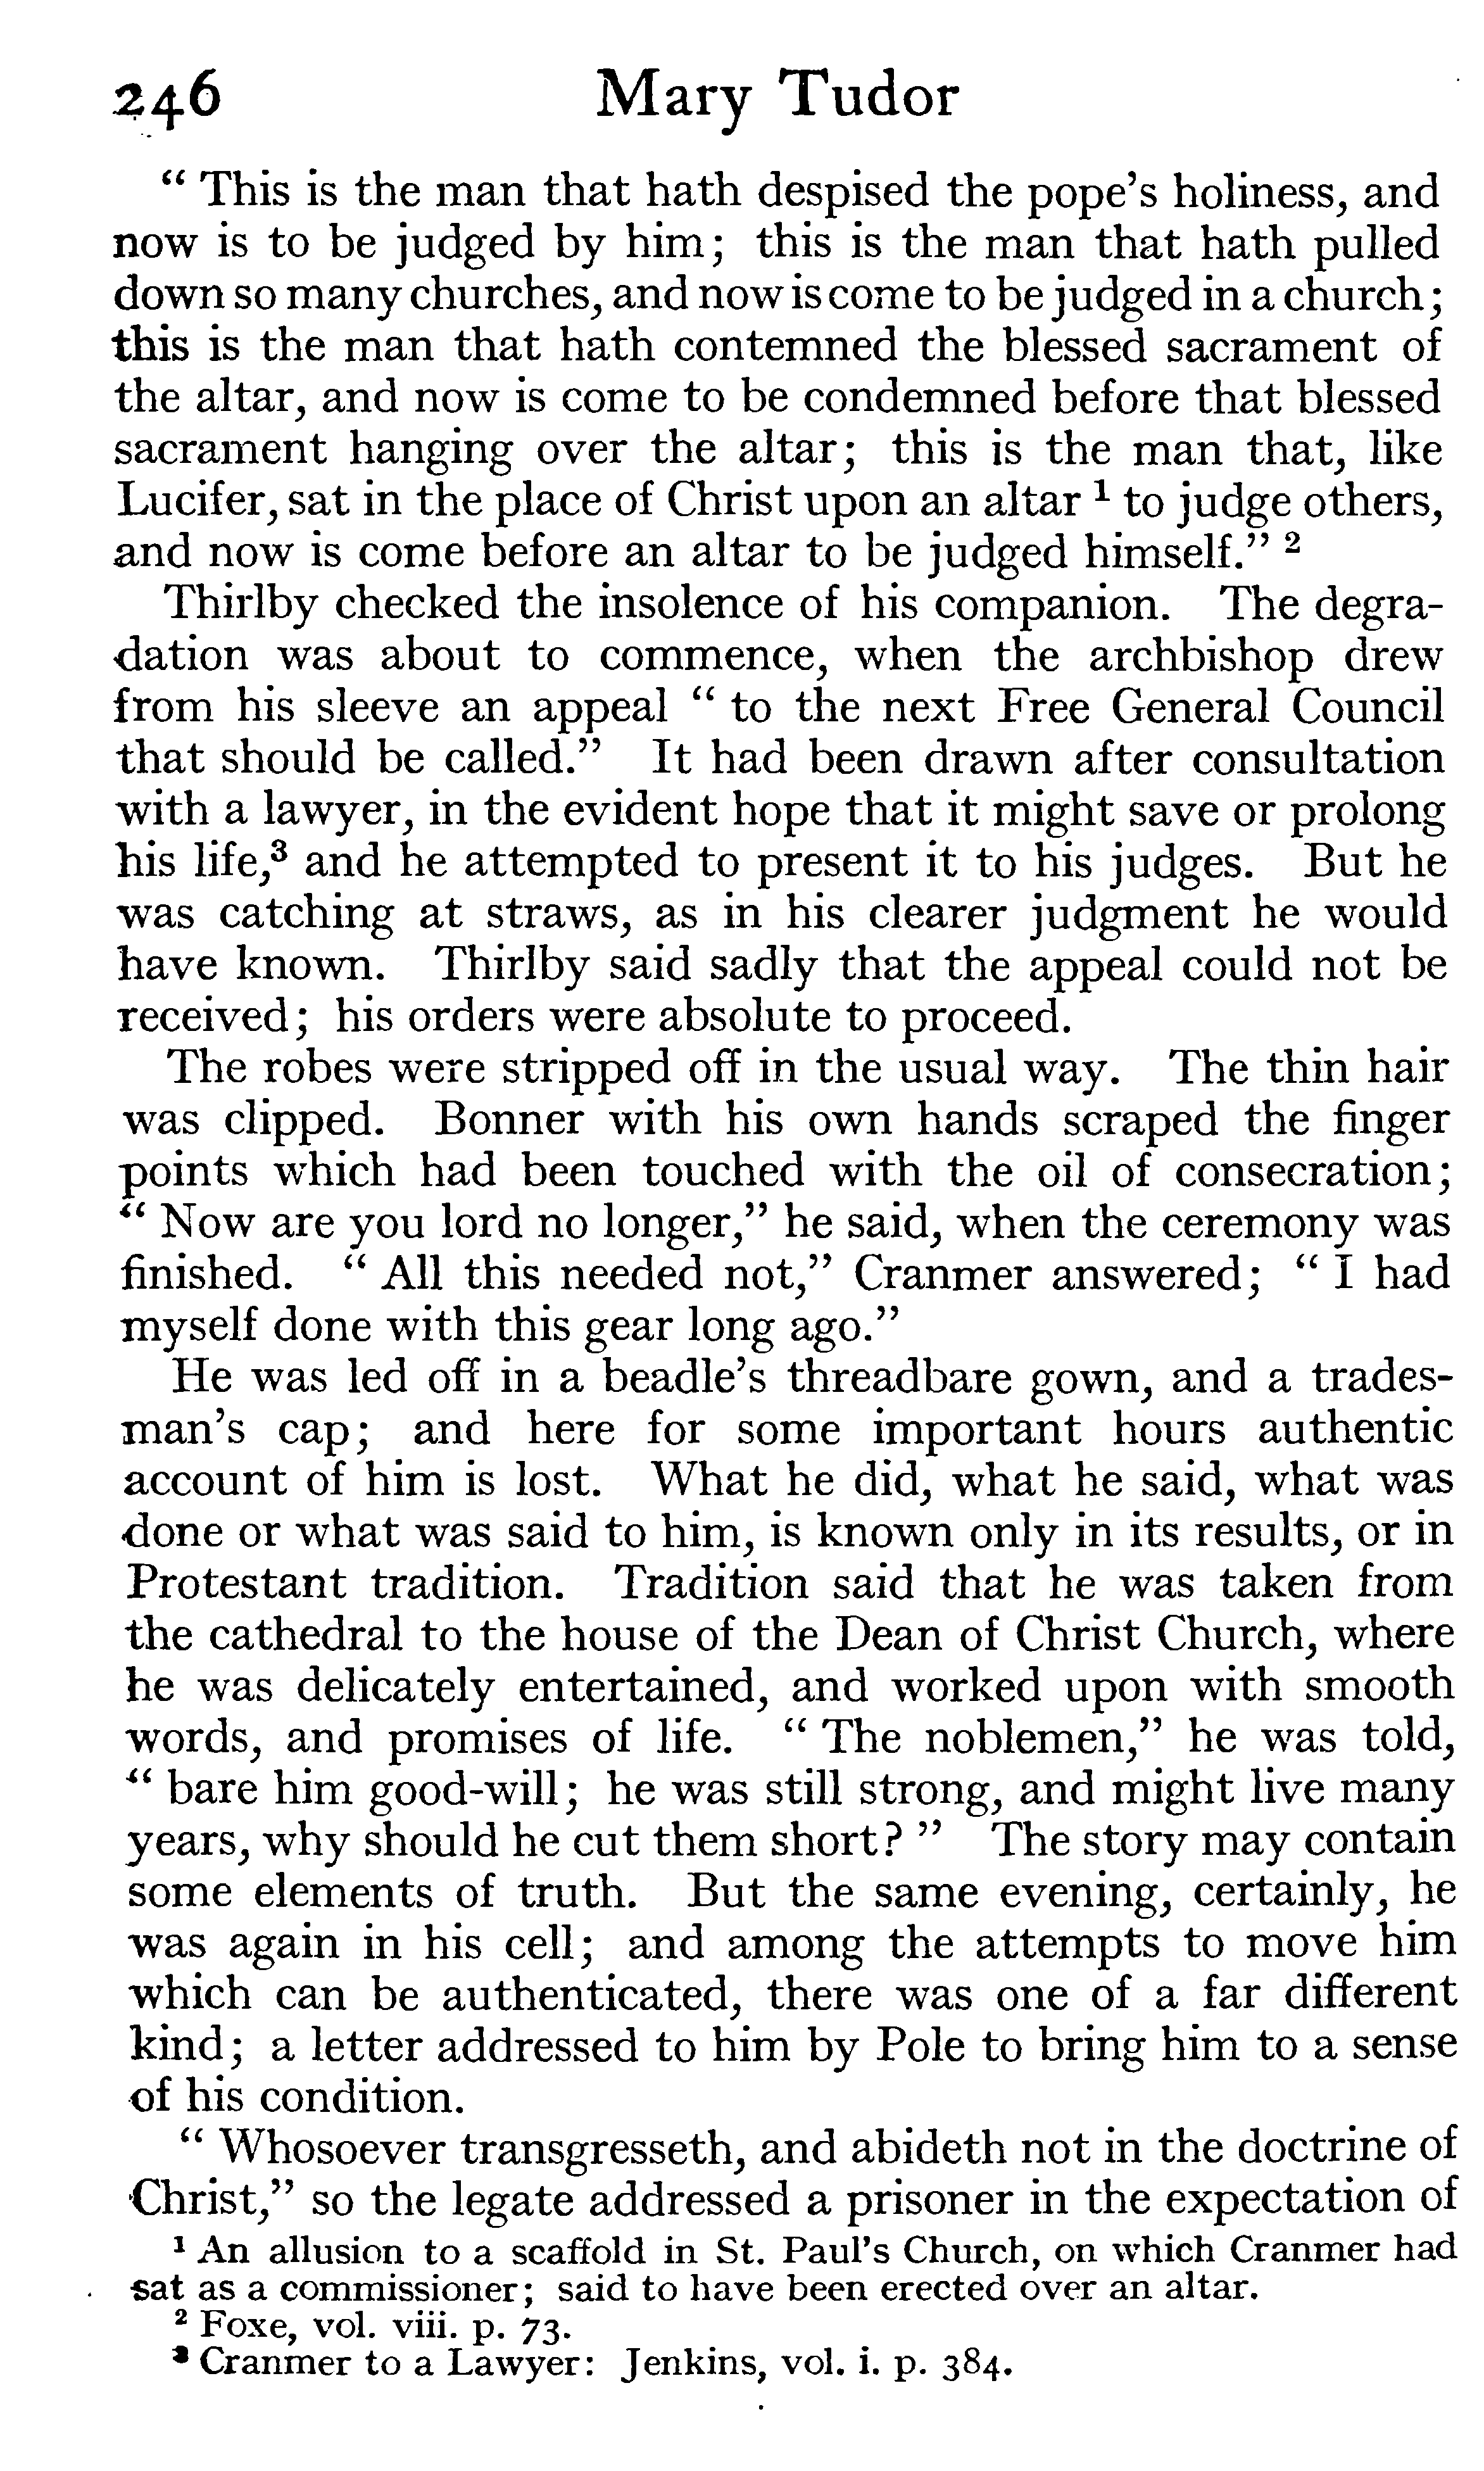 246 Mary Tudor
“ This is the man that hath despised the pope’s holiness, and
now is to be judged by him; this is the man that hath pulled
down so many churches, and now is come to be judged in a church;
this is the man that hath contemned the blessed sacrament of
the altar, and now is come to be condemned before that blessed
sacrament hanging over the altar; this is the man that, like
Lucifer, sat in the place of Christ upon an altar ¹ to judge others,
and now is come before an altar to be judged himself.” ²
Thirlby checked the insolence of his companion. The degra-
dation was about to commence, when the archbishop drew
from his sleeve an appeal “ to the next Free General Council
that should be called.” It had been drawn after consultation
with a lawyer, in the evident hope that it might save or prolong
his life,³ and he attempted to present it to his judges. But he
was catching at straws, as in his clearer judgment he would
have known. Thirlby said sadly that the appeal could not be
received; his orders were absolute to proceed.
The robes were stripped off in the usual way. The thin hair
was clipped. Bonner with his own hands scraped the finger
points which had been touched with the oil of consecration;
“ Now are you lord no longer,” he said, when the ceremony was
finished. “ All this needed not,” Cranmer answered; “ I had
myself done with this gear long ago.”
He was led off in a beadle’s threadbare gown, and a trades-
man’s cap; and here for some important hours authentic
account of him is lost. What he did, what he said, what was
done or what was said to him, is known only in its results, or in
Protestant tradition. Tradition said that he was taken from
the cathedral to the house of the Dean of Christ Church, where
he was delicately entertained, and worked upon with smooth
words, and promises of life. “ The noblemen,” he was told,
“ bare him good-will; he was still strong, and might live many
years, why should he cut them short? ” The story may contain
some elements of truth. But the same evening, certainly, he
was again in his cell; and among the attempts to move him
which can be authenticated, there was one of a far different
kind; a letter addressed to him by Pole to bring him to a sense
of his condition.
“ Whosoever transgresseth, and abideth not in the doctrine of
Christ,” so the legate addressed a prisoner in the expectation of
¹ An allusion to a scaffold in St. Paul’s Church, on which Cranmer had
sat as a commissioner; said to have been erected over an altar.
² Foxe, vol. viii. p. 73.
³ Cranmer to a Lawyer: Jenkins, vol. i. p. 384.